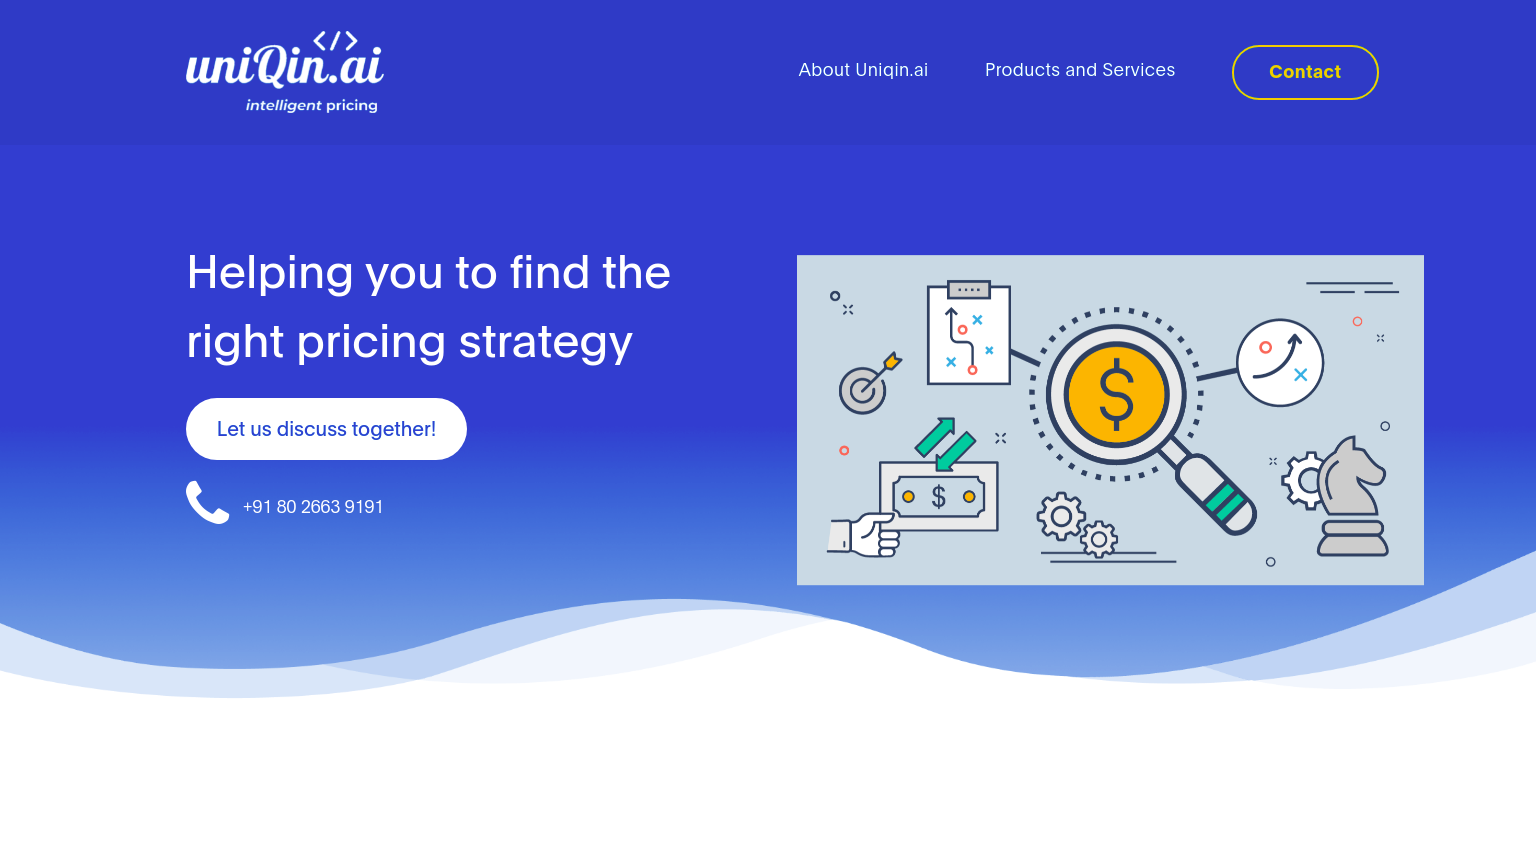 </>
uniQin.ai
intelligent pricing
About Uniqin.ai
Products and Services
Contact
Helping you to find the
right pricing strategy
Let us discuss together!
+91 80 2663 9191
$
$